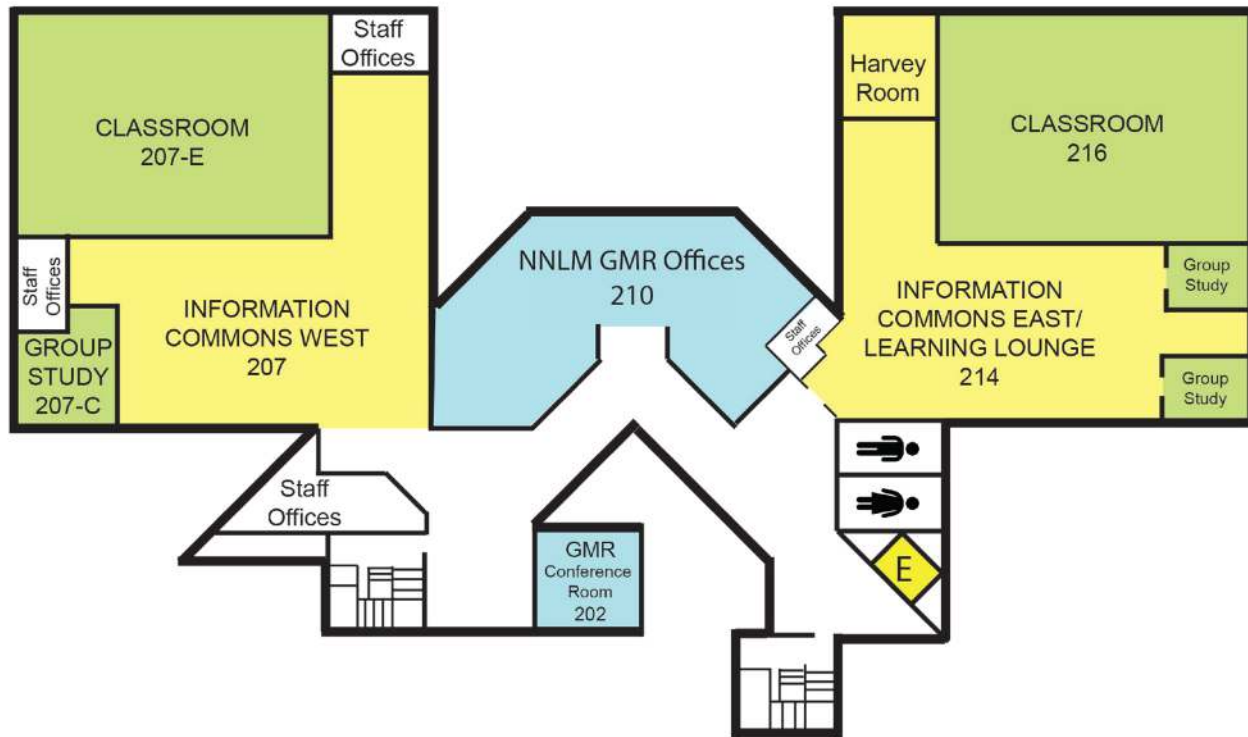 Staff
Offices
CLASSROOM
207-E
Staff
Offices
GROUP
STUDY
207-C
INFORMATION
COMMONS WEST
207
Staff
Offices
NNLM GMR Offices
210
GMR
Conference
Room
202
Staff
Offices
Harvey
Room
CLASSROOM
216
INFORMATION
COMMONS EAST/
LEARNING LOUNGE
214
Group
Study
Group
Study
E